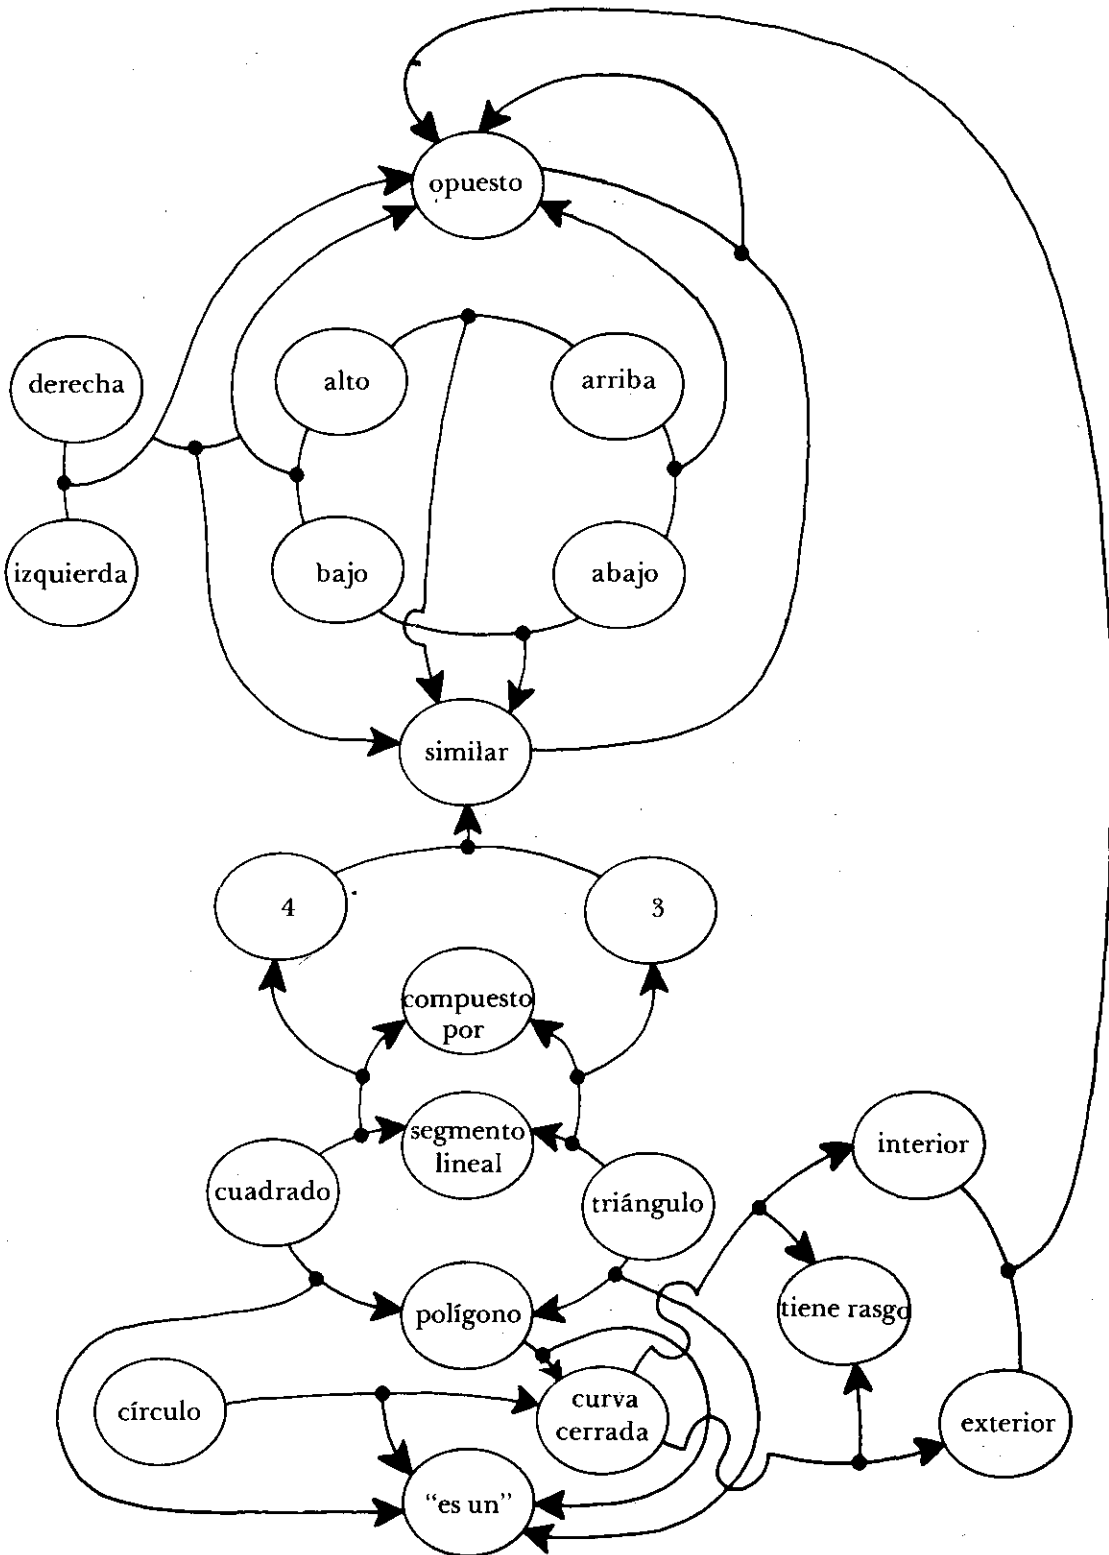 opuesto
derecha
alto
arriba
izquierda
bajo
abajo
similar
4
3
compuesto
por
segmento
lineal
interior
cuadrado
triángulo
polígono
tiene rasgo
círculo
curva
cerrada
exterior
“es un”